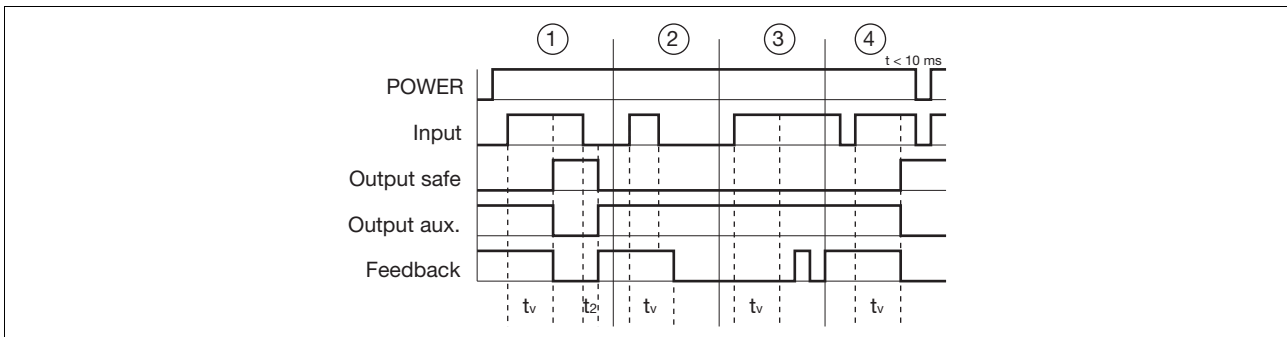 1 2 3 4
t < 10 ms
POWER
Input
Output safe
Output aux.
Feedback
tv t2 tv tv tv